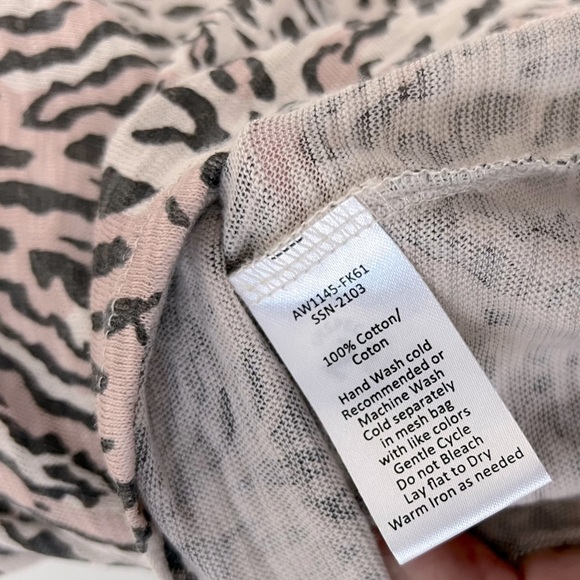 AW1145-FK61
SSN-2103
100% Cotton/
Coton
Hand Wash cold
Recommended or
Machine Wash
Cold separately
in mesh bag
with like colors
Gentle Cycle
Do not Bleach
Lay flat to Dry
Warm Iron as needed